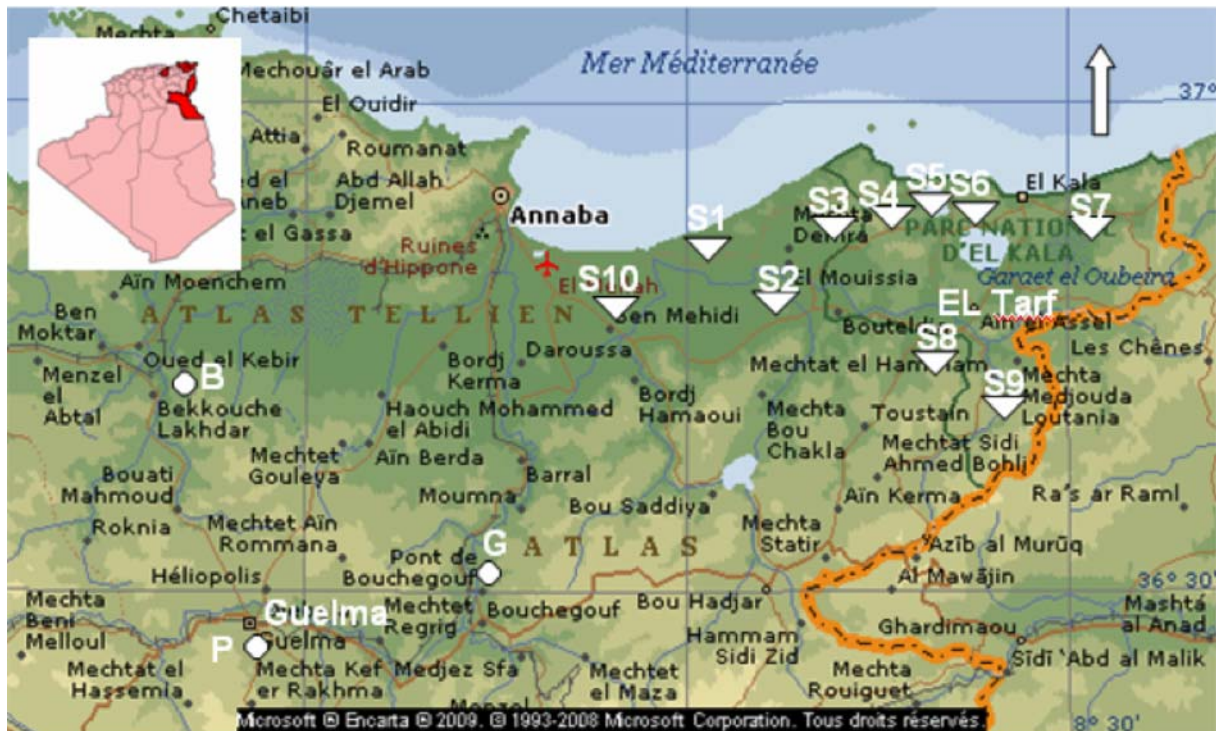 Chetaibi
Mechta
Mer Méditerranée
Mechouâr el Arab
37°
El Ouidir
Attia
Roumanat
ed el
aneb
Abd Allah
Djemel
El Kala
S5
S6
S4
S3
S7
S1
Annaba
Mechta
Demra
PARC NATIONAL
D'EL KALA
t el Gassa
Ruines
d'Hippone
Garaet el Oubeira
Aïn Moenchem
S10
S2
El Mouissia
EL Tarf
Ben
Moktar
ATLAS TELLIEN
Ben Mehidi
Bouteldj
Aïn el Assel
S8
Les Chênes
Oued el Kebir
Bordj
Kerma
Daroussa
Mechtat el Hammam
Menzel
el
Abtal
B
S9
Mechta
Medjouda
Loutania
Bekkouche
Lakhdar
Haouch Mohammed
el Abidi
Bordj
Hamaoui
Mechta
Bou
Chakla
Toustain
Mechtet
Gouleya
Aïn Berda
Mechtat Sidi
Ahmed Bohli
Bouati
Mahmoud
Barral
Moumna
Bou Saddiya
Aïn Kerma
Ra's ar Raml
Roknia
Mechtet Aïn
Rommana
G
ATLAS
Mechta
Statir
Azīb al Murūq
Pont de
Bouchegouf
Héliopolis
Al Mawājin
36° 30
Mechta
Beni
Melloul
Guelma
Mechtet
Regrig
Bouchegouf
Bou Hadjar
Mashtá
al Anad
Ghardimaou
P
Guelma
Hammam
Sidi Zid
Sīdī 'Abd al Malik
Mechtat el
Hassemia
Mechta Kef
er Rakhma
Medjez Sfa
Mechtet
el Maza
Mechta
Rouiguet
Microsoft ® Encarta ® 2009. © 1993-2008 Microsoft Corporation. Tous droits réservés.
8° 30'